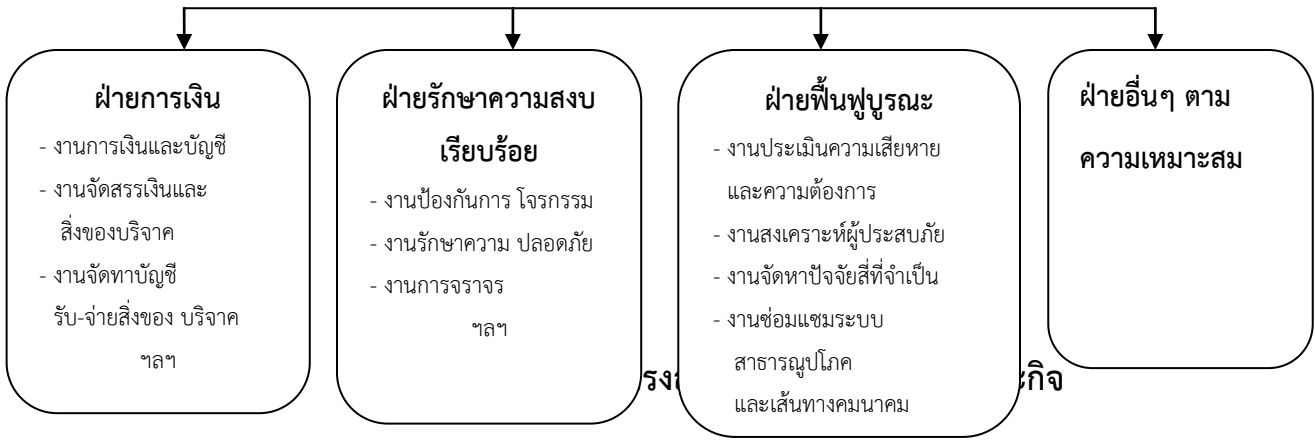 ฝ่ายการเงิน
- งานการเงินและบัญชี
- งานจัดสรรเงินและ
สิ่งของบริจาค
- งานจัดทาบัญชี
รับ-จ่ายสิ่งของ บริจาค
ฯลฯ
ฝ่ายรักษาความสงบ
เรียบร้อย
- งานป้องกันการ โจรกรรม
- งานรักษาความ ปลอดภัย
- งานการจราจร
ฯลฯ
ฝ่ายฟื้นฟูบูรณะ
- งานประเมินความเสียหาย
และความต้องการ
- งานสงเคราะห์ผู้ประสบภัย
- งานจัดหาปัจจัยสี่ที่จำเป็น
- งานซ่อมแซมระบบ
สาธารณูปโภค
และเส้นทางคมนาคม
ฝ่ายอื่นๆ ตาม
ความเหมาะสม